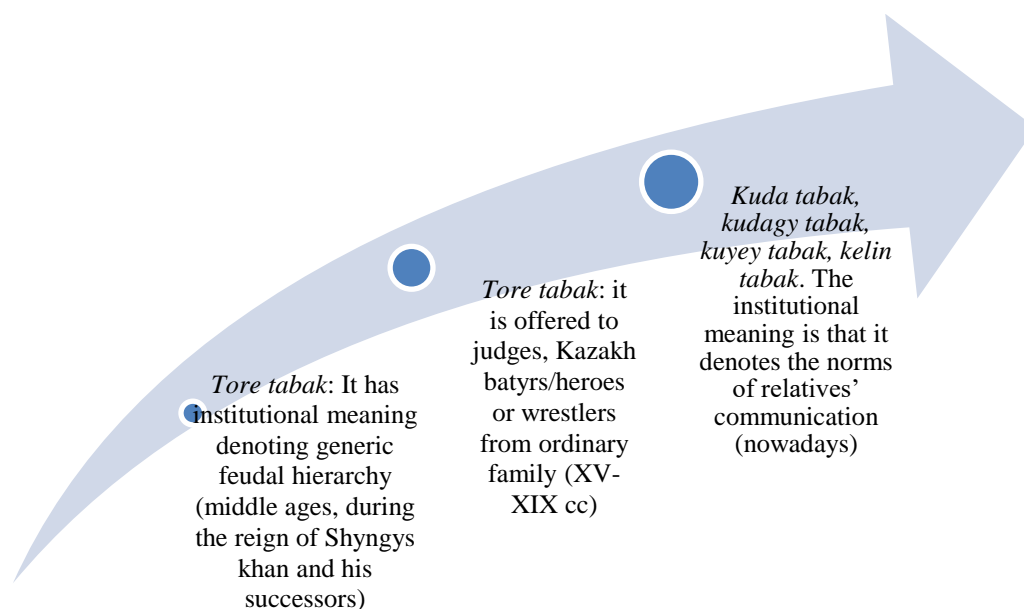 Tore tabak: It has
institutional meaning
denoting generic
feudal hierarchy
(middle ages, during
the reign of Shyngys
khan and his
successors)
Tore tabak: it
is offered to
judges, Kazakh
batyrs/heroes
or wrestlers
from ordinary
family (XV-
XIX cc)
Kuda tabak,
kudagy tabak,
kuyey tabak, kelin
tabak. The
institutional
meaning is that it
denotes the norms
of relatives’
communication
(nowadays)